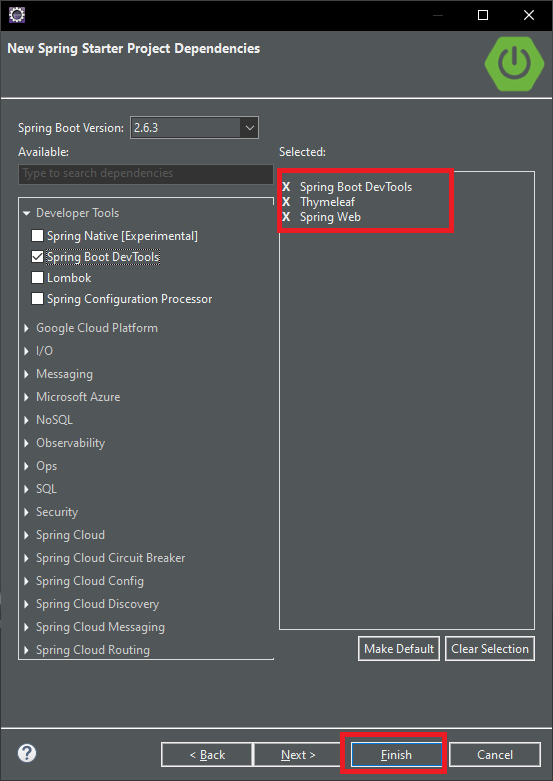 New Spring Starter Project Dependencies
Spring Boot Version: 2.6.3
Available:
Selected:
Type to search dependencies
X Spring Boot DevTools
X Thymeleaf
X Spring Web
Developer Tools
Spring Native [Experimental]
Spring Boot DevTools
Lombok
Spring Configuration Processor
Google Cloud Platform
I/O
Messaging
Microsoft Azure
NoSQL
Observability
Ops
SQL
Security
Spring Cloud
Spring Cloud Circuit Breaker
Spring Cloud Config
Spring Cloud Discovery
Spring Cloud Messaging
Spring Cloud Routing
Make Default
Clear Selection
?
< Back
Next >
Finish
Cancel